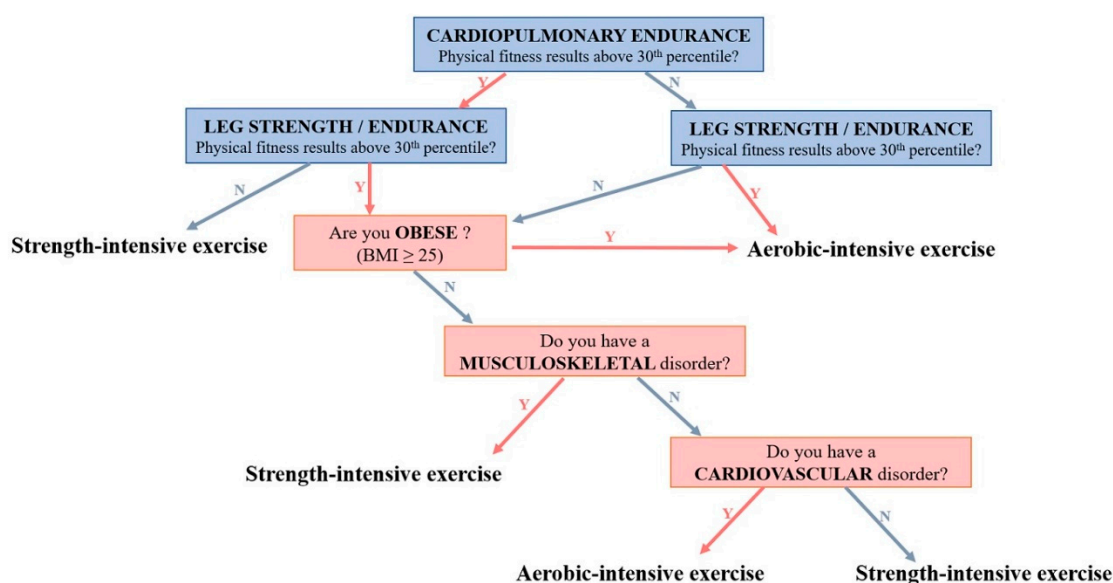 CARDIOPULMONARY ENDURANCE
Physical fitness results above 30th percentile?
Y
N
LEG STRENGTH / ENDURANCE
Physical fitness results above 30th percentile?
LEG STRENGTH / ENDURANCE
Physical fitness results above 30th percentile?
N
Y
N
Y
Strength-intensive exercise
Are you OBESE ?
(BMI ≥ 25)
Y
Aerobic-intensive exercise
N
Do you have a
MUSCULOSKELETAL disorder?
Y
N
Strength-intensive exercise
Do you have a
CARDIOVASCULAR disorder?
Y
N
Aerobic-intensive exercise
Strength-intensive exercise